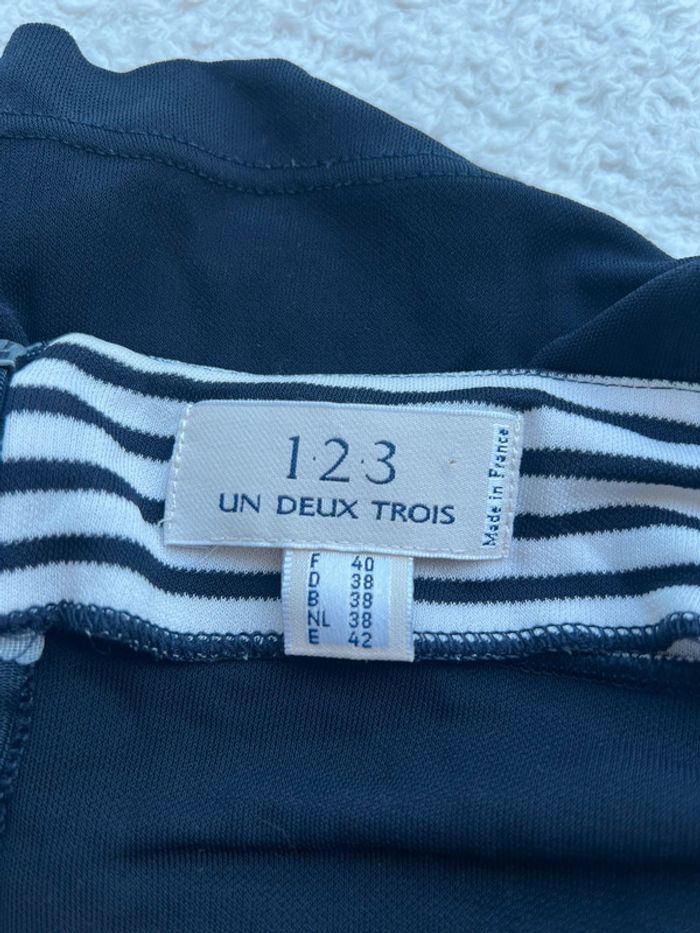 1·2·3
UN DEUX TROIS
Made in France
F 40
D 38
B 38
NL 38
E 42